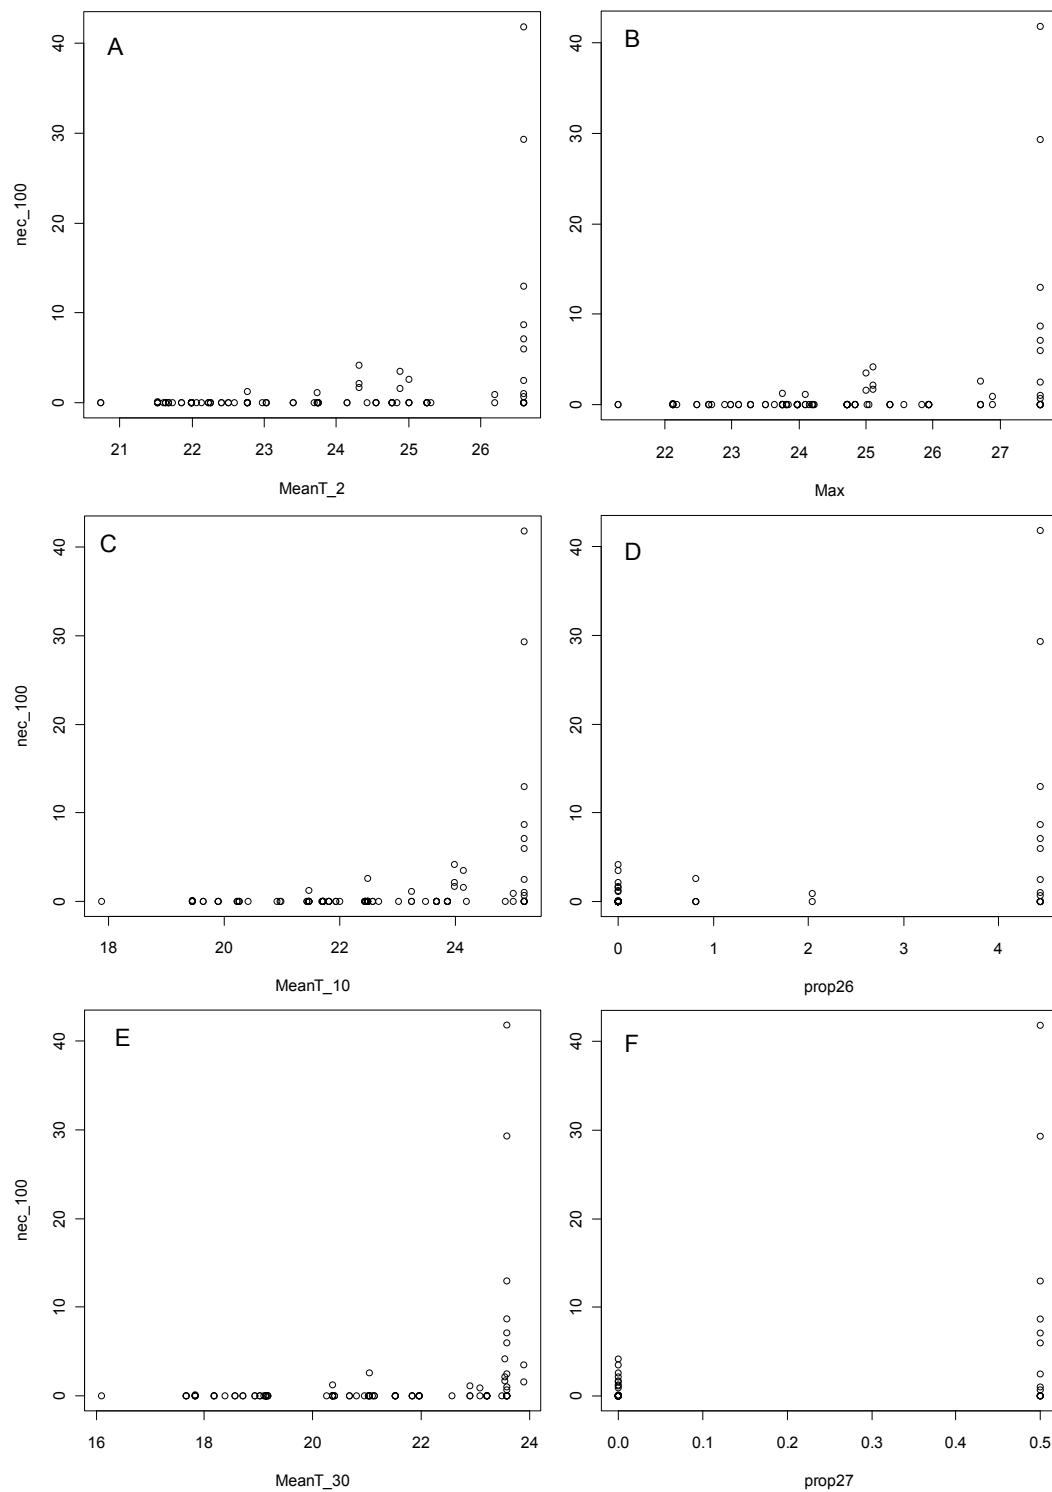 A
B
0 10 20 30 40
nec_100
0 10 20 30 40
21 22 23 24 25 26
22 23 24 25 26 27
MeanT_2
Max
C
D
0 10 20 30 40
nec_100
0 10 20 30 40
18 20 22 24
0 1 2 3 4
MeanT_10
prop26
E
F
0 10 20 30 40
nec_100
0 10 20 30 40
16 18 20 22 24
0.0 0.1 0.2 0.3 0.4 0.5
MeanT_30
prop27